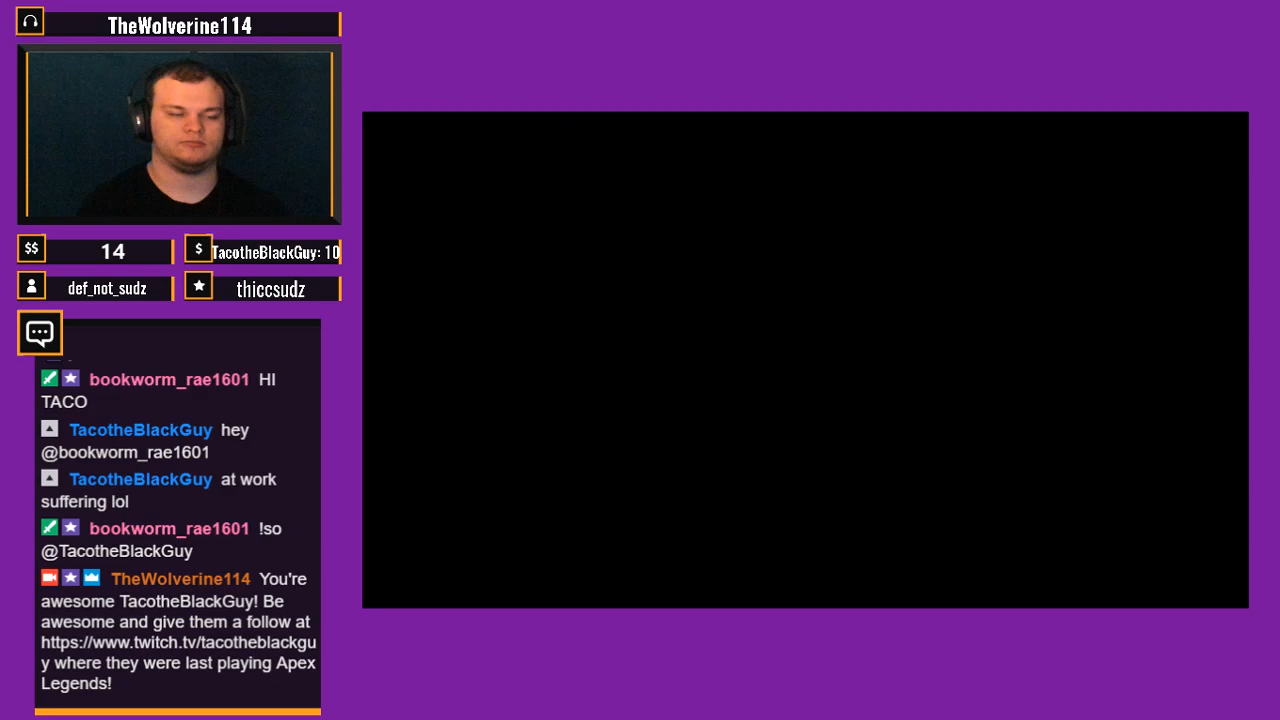 TheWolverine114
$$ 14
$ TacotheBlackGuy: 10
def_not_sudz
thiccsudz
bookworm_rae1601 HI
TACO
TacotheBlackGuy hey
@bookworm_rae1601
TacotheBlackGuy at work
suffering lol
bookworm_rae1601 !so
@TacotheBlackGuy
TheWolverine114 You're
awesome TacotheBlackGuy! Be
awesome and give them a follow at
https://www.twitch.tv/tacotheblackgu
y where they were last playing Apex
Legends!